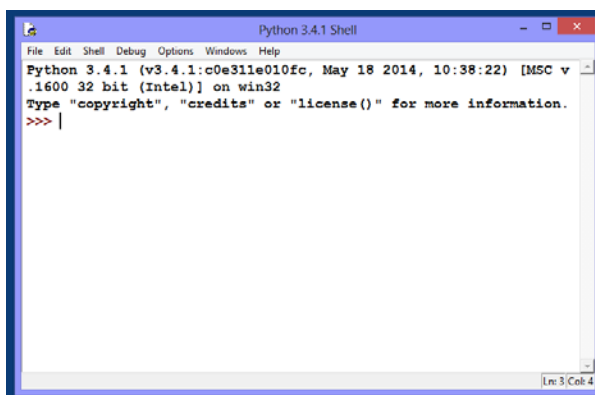 Python 3.4.1 Shell
File Edit Shell Debug Options Windows Help
Python 3.4.1 (v3.4.1:c0e311e010fc, May 18 2014, 10:38:22) [MSC v
.1600 32 bit (Intel)] on win32
Type "copyright", "credits" or "license()" for more information.
>>>
Ln: 3 Col: 4